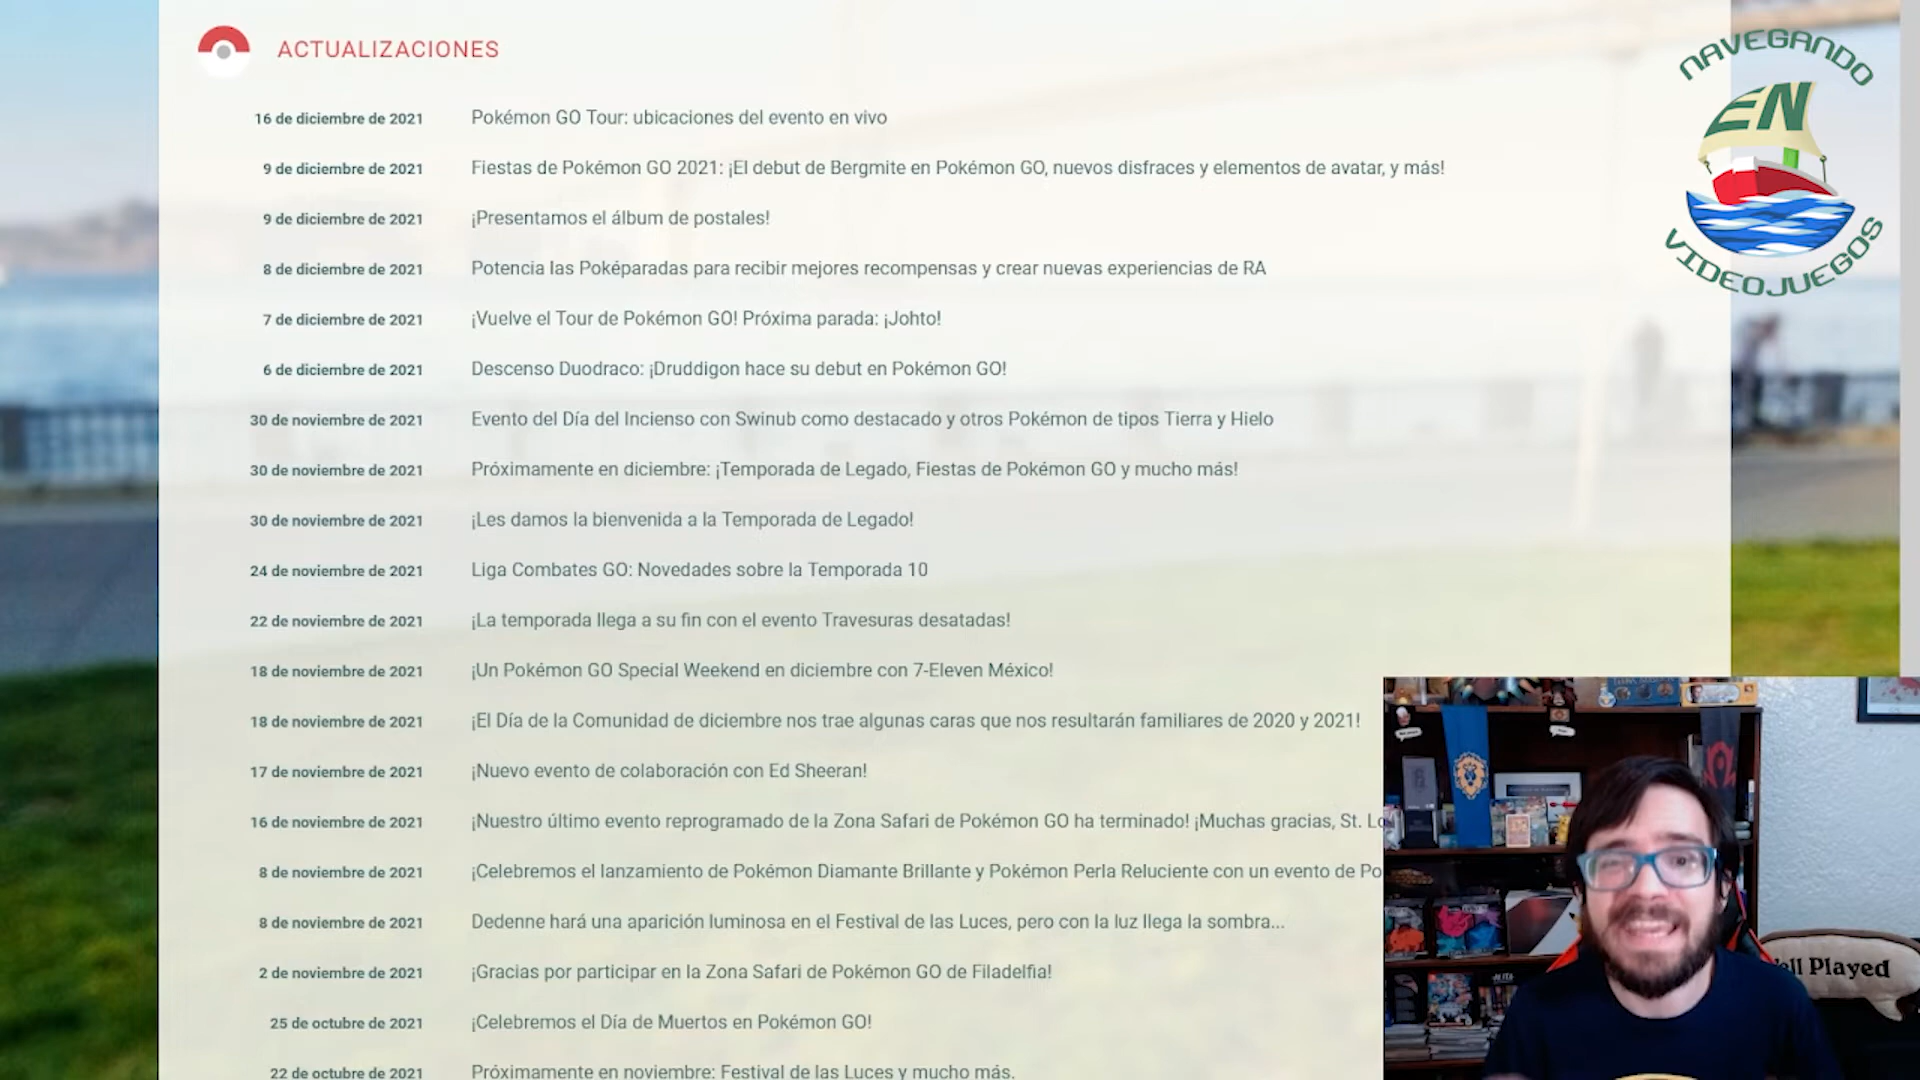 ACTUALIZACIONES
16 de diciembre de 2021 Pokémon GO Tour: ubicaciones del evento en vivo
9 de diciembre de 2021 Fiestas de Pokémon GO 2021: ¡El debut de Bergmite en Pokémon GO, nuevos disfraces y elementos de avatar, y más!
9 de diciembre de 2021 ¡Presentamos el álbum de postales!
8 de diciembre de 2021 Potencia las Poképaradas para recibir mejores recompensas y crear nuevas experiencias de RA
7 de diciembre de 2021 ¡Vuelve el Tour de Pokémon GO! Próxima parada: ¡Johto!
6 de diciembre de 2021 Descenso Duodraco: ¡Druddigon hace su debut en Pokémon GO!
30 de noviembre de 2021 Evento del Día del Incienso con Swinub como destacado y otros Pokémon de tipos Tierra y Hielo
30 de noviembre de 2021 Próximamente en diciembre: ¡Temporada de Legado, Fiestas de Pokémon GO y mucho más!
30 de noviembre de 2021 ¡Les damos la bienvenida a la Temporada de Legado!
24 de noviembre de 2021 Liga Combates GO: Novedades sobre la Temporada 10
22 de noviembre de 2021 ¡La temporada llega a su fin con el evento Travesuras desatadas!
18 de noviembre de 2021 ¡Un Pokémon GO Special Weekend en diciembre con 7-Eleven México!
18 de noviembre de 2021 ¡El Día de la Comunidad de diciembre nos trae algunas caras que nos resultarán familiares de 2020 y 2021!
17 de noviembre de 2021 ¡Nuevo evento de colaboración con Ed Sheeran!
16 de noviembre de 2021 ¡Nuestro último evento reprogramado de la Zona Safari de Pokémon GO ha terminado! ¡Muchas gracias, St. Lo
8 de noviembre de 2021 ¡Celebremos el lanzamiento de Pokémon Diamante Brillante y Pokémon Perla Reluciente con un evento de Po
8 de noviembre de 2021 Dedenne hará una aparición luminosa en el Festival de las Luces, pero con la luz llega la sombra...
2 de noviembre de 2021 ¡Gracias por participar en la Zona Safari de Pokémon GO de Filadelfia!
25 de octubre de 2021 ¡Celebremos el Día de Muertos en Pokémon GO!
22 de octubre de 2021 Próximamente en noviembre: Festival de las Luces y mucho más.
NAVEGANDO
EN
VIDEOJUEGOS
Played